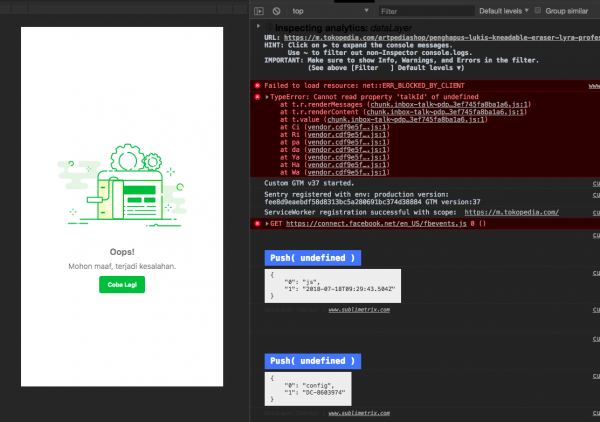 top
Filter
Default levels ▾
Group similar
Inspecting analytics: dataLayer
URL: https://m.tokopedia.com/artpediashop/penghapus-lukis-kneadable-eraser-lyra-profes
HINT: Click on ▶ to expand the console messages.
Use ~ to filter out non-Inspector console.logs.
IMPORTANT: Make sure to show Info, Warnings, and Errors in the filter.
(See above [Filter ] Default levels ▼)
Failed to load resource: net::ERR_BLOCKED_BY_CLIENT
www.
TypeError: Cannot read property 'talkId' of undefined
at t.r.renderMessages (chunk.inbox-talk~pdp…3ef745fa8ba1a6.js:1)
at t.r.renderContent (chunk.inbox-talk~pdp…3ef745fa8ba1a6.js:1)
at t.value (chunk.inbox-talk~pdp…3ef745fa8ba1a6.js:1)
at Ci (vendor.cdf9e5f….js:1)
at Ri (vendor.cdf9e5f….js:1)
at pa (vendor.cdf9e5f….js:1)
at da (vendor.cdf9e5f….js:1)
at Ya (vendor.cdf9e5f….js:1)
at Ha (vendor.cdf9e5f….js:1)
at Wa (vendor.cdf9e5f….js:1)
Custom GTM v37 started.
cu
Sentry registered with env: production version:
fee8d9eaebdf58d8313bc5a280691bc374d38884 GTM version:37
ServiceWorker registration successful with scope: https://m.tokopedia.com/
cu
GET https://connect.facebook.net/en_US/fbevents.js 0 ()
cu
Push( undefined )
{
"0": "js",
"1": "2018-07-18T09:29:43.504Z"
}
www.sublimetrix.com
cu
Push( undefined )
{
"0": "config",
"1": "DC-8603974"
}
www.sublimetrix.com
cu
Oops!
Mohon maaf, terjadi kesalahan.
Coba Lagi